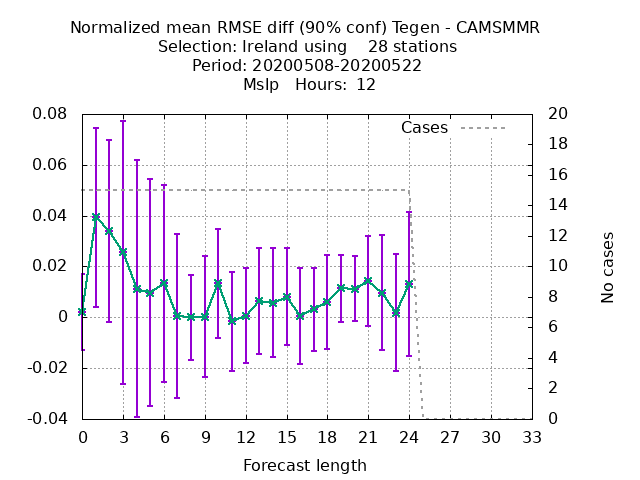 Normalized mean RMSE diff (90% conf) Tegen - CAMSMMR
Selection: Ireland using    28 stations
Period: 20200508-20200522
Mslp   Hours:  12
Cases
0.08
0.06
0.04
0.02
0
-0.02
-0.04
20
18
16
14
12
10
8
6
4
2
0
No cases
0 3 6 9 12 15 18 21 24 27 30 33
Forecast length